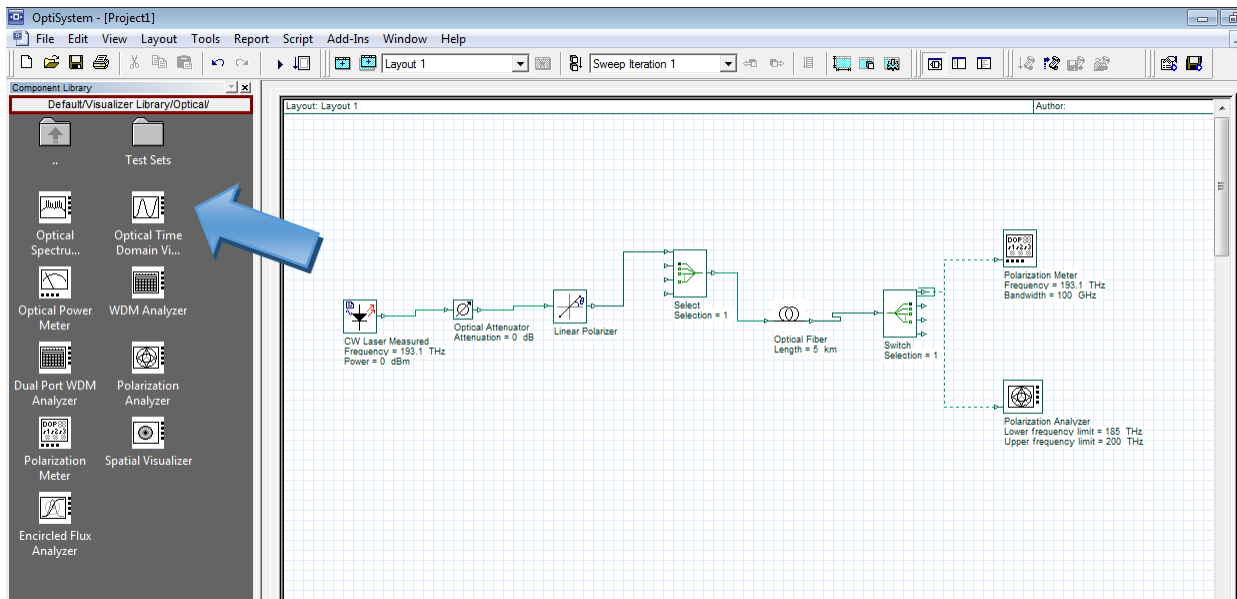 OptiSystem - [Project1]
File Edit View Layout Tools Report Script Add-Ins Window Help
Layout 1
Sweep Iteration 1
Component Library
Default/Visualizer Library/Optical/
..
Test Sets
Optical
Spectru...
Optical Time
Domain Vi...
Optical Power
Meter
WDM Analyzer
Dual Port WDM
Analyzer
Polarization
Analyzer
DOP
Polarization
Meter
Spatial Visualizer
Encircled Flux
Analyzer
Layout: Layout 1
Author:
CW Laser Measured
Frequency = 193.1 THz
Power = 0 dBm
Optical Attenuator
Attenuation = 0 dB
Linear Polarizer
Select
Selection = 1
Optical Fiber
Length = 5 km
Switch
Selection = 1
DOP
Polarization Meter
Frequency = 193.1 THz
Bandwidth = 100 GHz
Polarization Analyzer
Lower frequency limit = 185 THz
Upper frequency limit = 200 THz